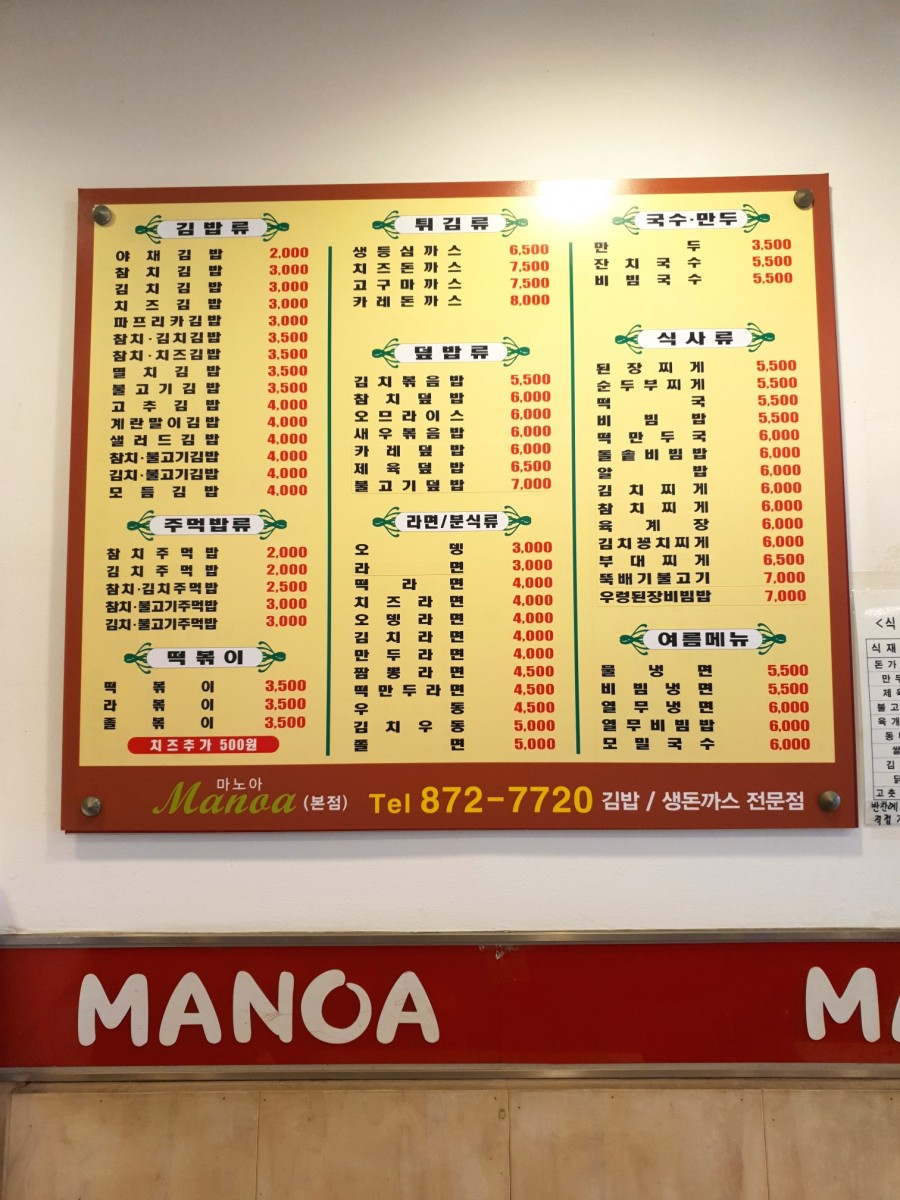 김밥류
야채김밥 2,000
참치김밥 3,000
김치김밥 3,000
치즈김밥 3,000
파프리카김밥 3,000
참치·김치김밥 3,500
참치·치즈김밥 3,500
멸치김밥 3,500
불고기김밥 3,500
고추김밥 4,000
계란말이김밥 4,000
샐러드김밥 4,000
참치·불고기김밥 4,000
김치·불고기김밥 4,000
모듬김밥 4,000
주먹밥류
참치주먹밥 2,000
김치주먹밥 2,000
참치·김치주먹밥 2,500
참치·불고기주먹밥 3,000
김치·불고기주먹밥 3,000
떡볶이
떡볶이 3,500
라볶이 3,500
쫄볶이 3,500
치즈추가 500원
튀김류
생등심까스 6,500
치즈돈까스 7,500
고구마까스 7,500
카레돈까스 8,000
덮밥류
김치볶음밥 5,500
참치덮밥 6,000
오므라이스 6,000
새우볶음밥 6,000
카레덮밥 6,000
제육덮밥 6,500
불고기덮밥 7,000
라면/분식류
오뎅 3,000
라면 3,000
떡라면 4,000
치즈라면 4,000
오뎅라면 4,000
김치라면 4,000
만두라면 4,000
짬뽕라면 4,500
떡만두라면 4,500
우동 4,500
김치우동 5,000
쫄면 5,000
국수·만두
만두 3,500
잔치국수 5,500
비빔국수 5,500
식사류
된장찌게 5,500
순두부찌게 5,500
떡국 5,500
비빔밥 5,500
떡만두국 6,000
돌솥비빔밥 6,000
알밥 6,000
김치찌게 6,000
참치찌게 6,000
육계장 6,000
김치꽁치찌게 6,000
부대찌게 6,500
뚝배기불고기 7,000
우렁된장비빔밥 7,000
여름메뉴
물냉면 5,500
비빔냉면 5,500
열무냉면 6,000
열무비빔밥 6,000
모밀국수 6,000
마노아
Manoa (본점) Tel 872-7720 김밥 / 생돈까스 전문점
<식
식재
돈가
만두
제육
불고
육개
쌀
김
고춧
MANOA